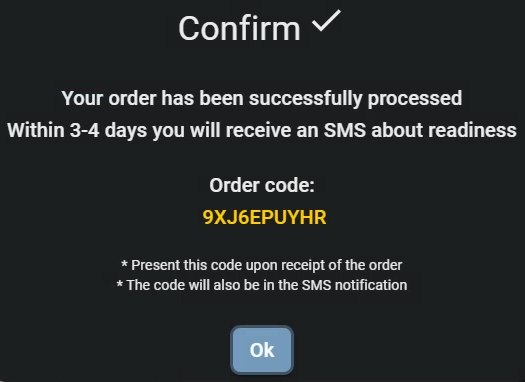 Confirm ✓
Your order has been successfully processed
Within 3-4 days you will receive an SMS about readiness
Order code:
9XJ6EPUYHR
* Present this code upon receipt of the order
* The code will also be in the SMS notification
Ok